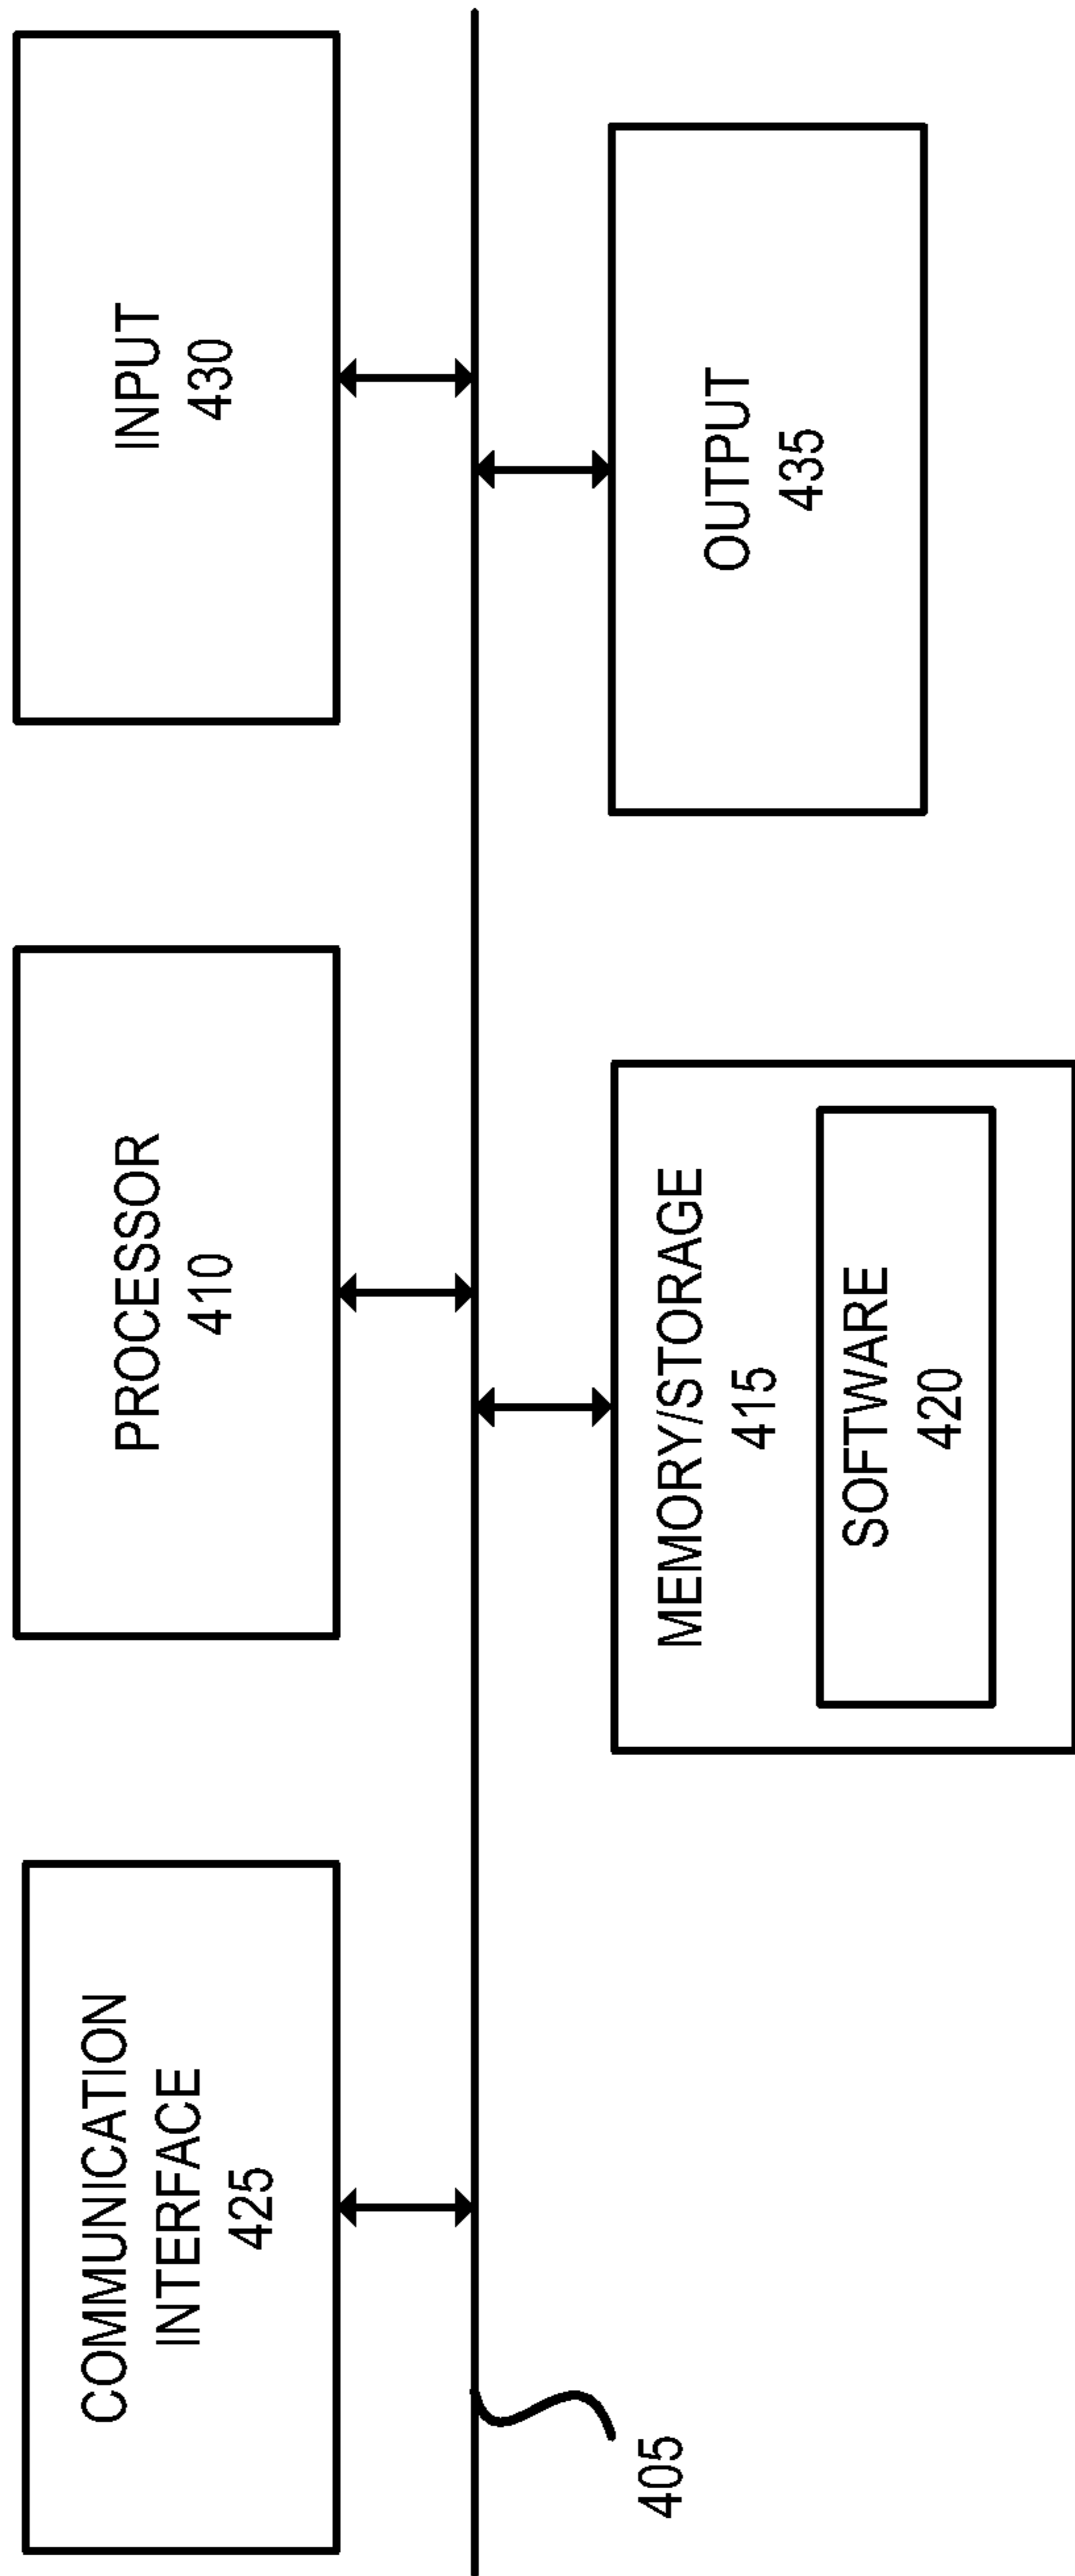 COMMUNICATION
INTERFACE
425
PROCESSOR
410
INPUT
430
405
MEMORY/STORAGE
415
SOFTWARE
420
OUTPUT
435